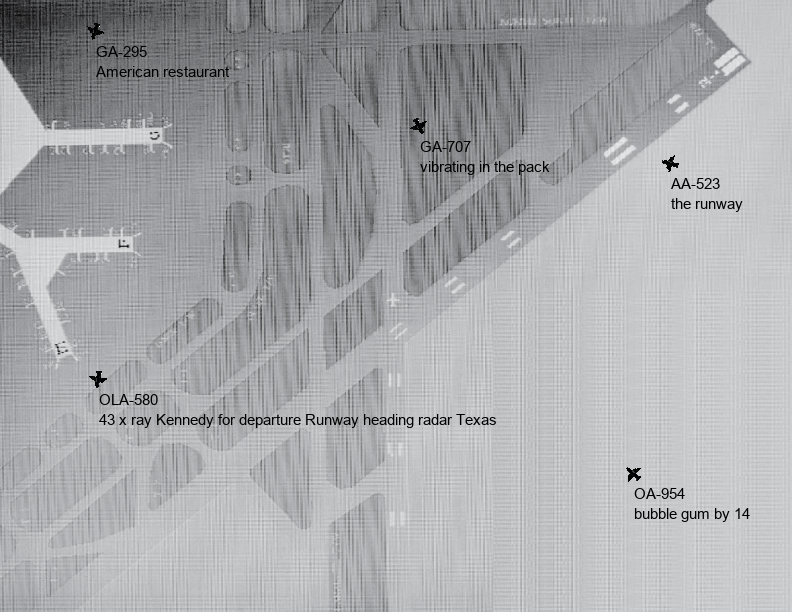 GA-295
American restaurant
GA-707
vibrating in the pack
AA-523
the runway
OLA-580
43 x ray Kennedy for departure Runway heading radar Texas
OA-954
bubble gum by 14